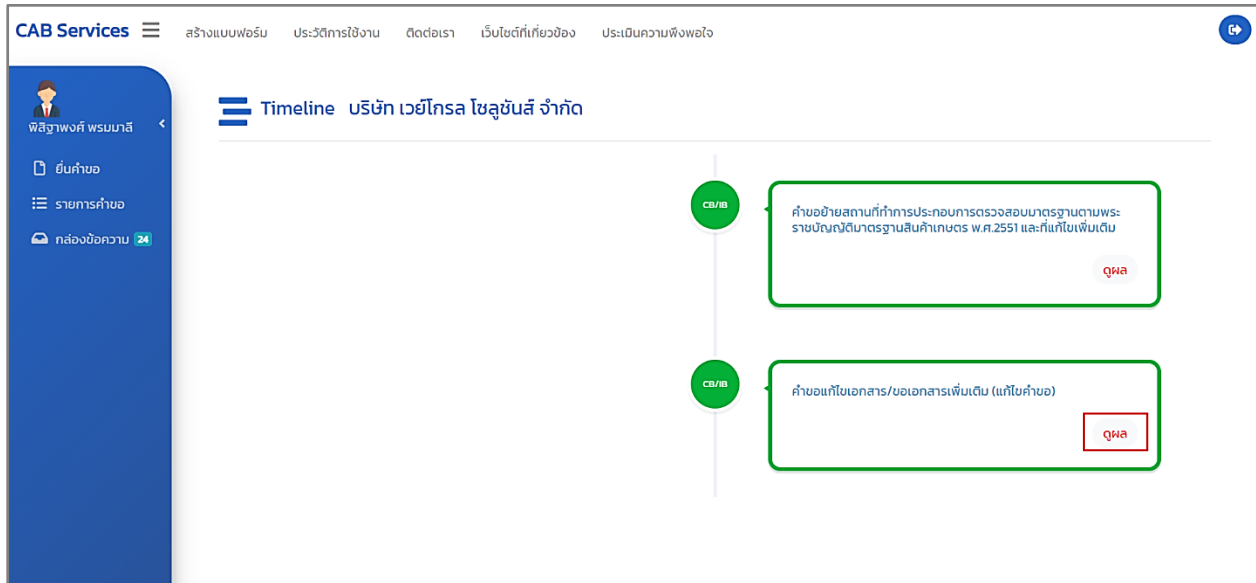 CAB Services สร้างแบบฟอร์ม ประวัติการใช้งาน ติดต่อเรา เว็บไซต์ที่เกี่ยวข้อง ประเมินความพึงพอใจ
พิสิฐาพงศ์ พรมมาลี
ยื่นคำขอ
รายการคำขอ
กล่องข้อความ 24
Timeline บริษัท เวย์โกรล โซลูชันส์ จำกัด
CB/IB
คำขอย้ายสถานที่ทำการประกอบการตรวจสอบมาตรฐานตามพระ
ราชบัญญัติมาตรฐานสินค้าเกษตร พ.ศ.2551 และที่แก้ไขเพิ่มเติม
ดูผล
CB/IB
คำขอแก้ไขเอกสาร/ขอเอกสารเพิ่มเติม (แก้ไขคำขอ)
ดูผล